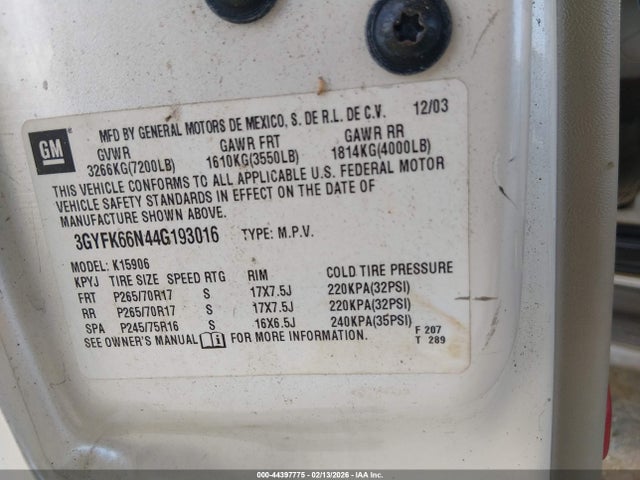 GM
MFD BY GENERAL MOTORS DE MEXICO, S. DE R.L. DE C.V. 12/03
GVWR GAWR FRT GAWR RR
3266KG(7200LB) 1610KG(3550LB) 1814KG(4000LB)
THIS VEHICLE CONFORMS TO ALL APPLICABLE U.S. FEDERAL MOTOR
VEHICLE SAFETY STANDARDS IN EFFECT ON THE DATE OF
MANUFACTURE SHOWN ABOVE.
3GYFK66N44G193016 TYPE: M.P.V.
MODEL: K15906
KPYJ TIRE SIZE SPEED RTG RIM COLD TIRE PRESSURE
FRT P265/70R17 S 17X7.5J 220KPA(32PSI)
RR P265/70R17 S 17X7.5J 220KPA(32PSI)
SPA P245/75R16 S 16X6.5J 240KPA(35PSI)
SEE OWNER'S MANUAL i FOR MORE INFORMATION.
F 207
T 289
000-44397775 - 02/13/2026 - IAA Inc.